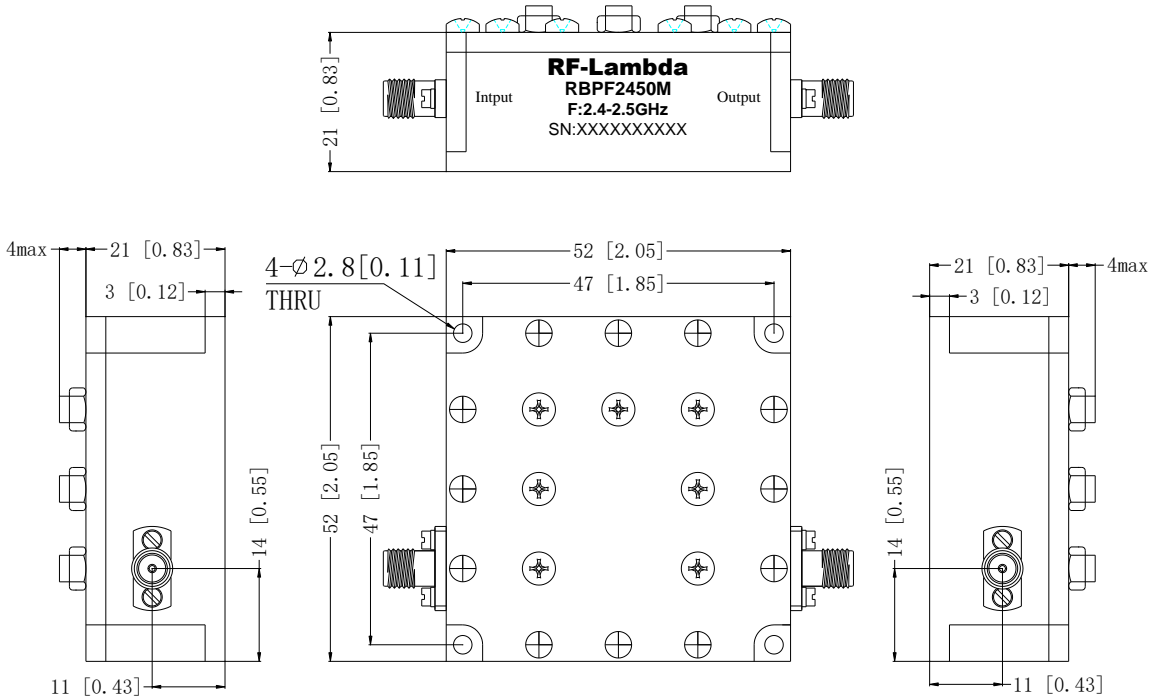 RF-Lambda
RBPF2450M
F:2.4-2.5GHz
SN:XXXXXXXXXX
Intput
Output
21 [0.83]
4max
21 [0.83]
3 [0.12]
14 [0.55]
11 [0.43]
4-∅2.8[0.11]
THRU
52 [2.05]
47 [1.85]
52 [2.05]
47 [1.85]
21 [0.83]
4max
3 [0.12]
14 [0.55]
11 [0.43]